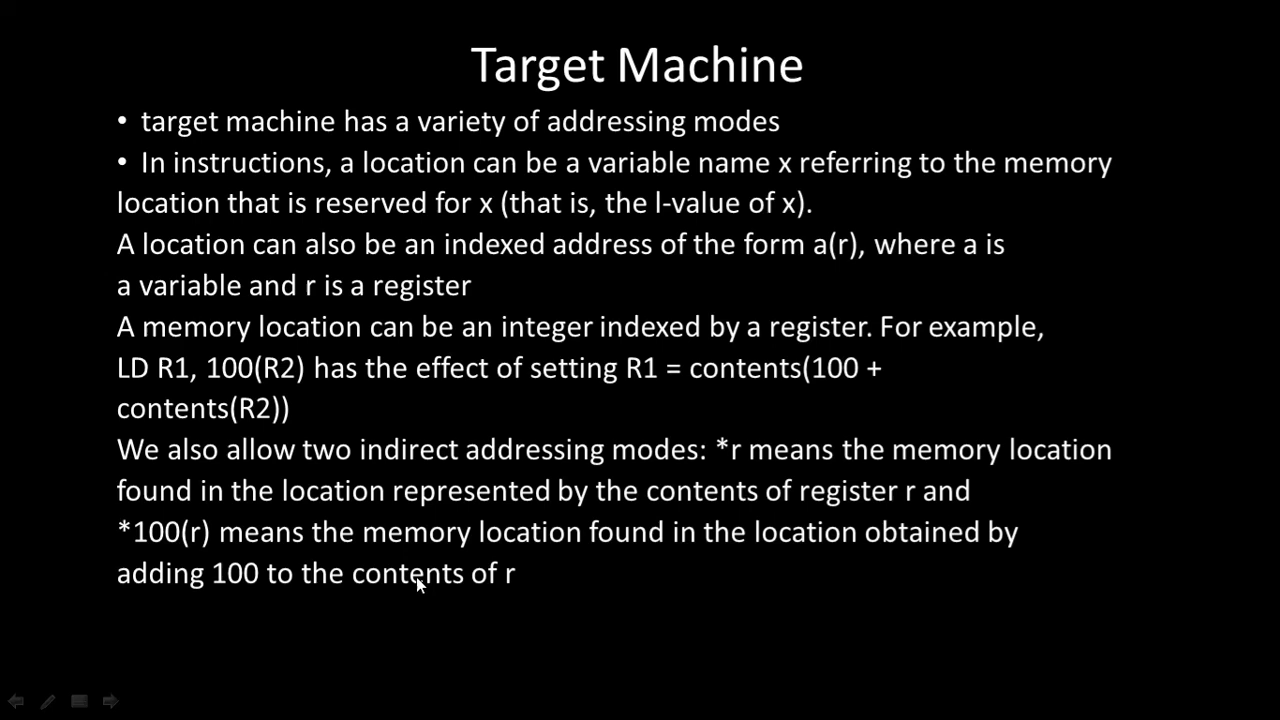 Target Machine
• target machine has a variety of addressing modes
• In instructions, a location can be a variable name x referring to the memory
location that is reserved for x (that is, the l-value of x).
A location can also be an indexed address of the form a(r), where a is
a variable and r is a register
A memory location can be an integer indexed by a register. For example,
LD R1, 100(R2) has the effect of setting R1 = contents(100 +
contents(R2))
We also allow two indirect addressing modes: *r means the memory location
found in the location represented by the contents of register r and
*100(r) means the memory location found in the location obtained by
adding 100 to the contents of r